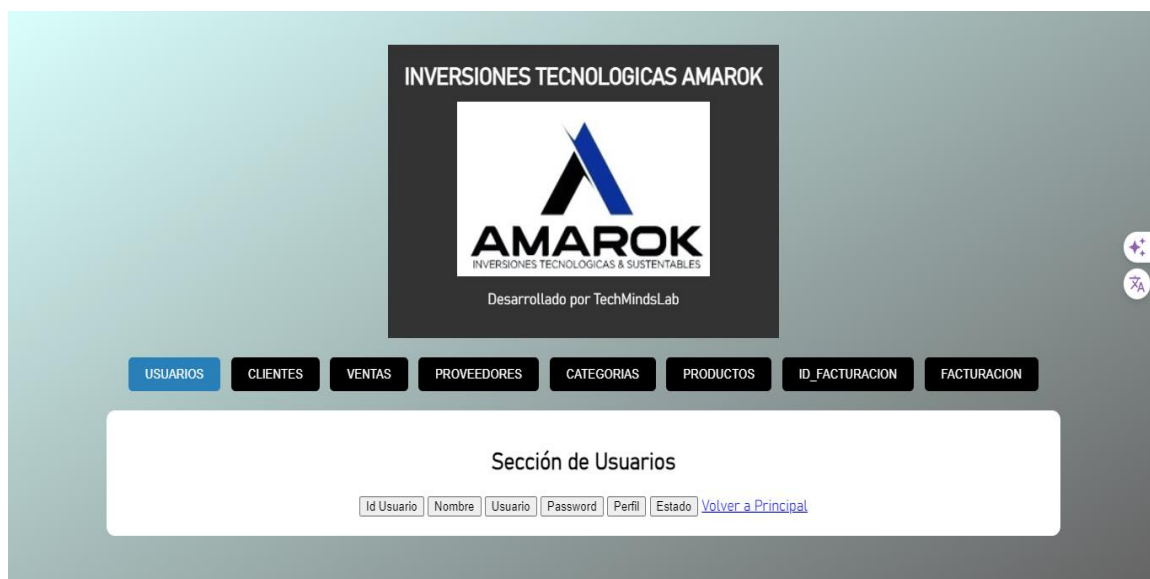 INVERSIONES TECNOLOGICAS AMAROK
AMAROK
INVERSIONES TECNOLOGICAS & SUSTENTABLES
Desarrollado por TechMindsLab
USUARIOS CLIENTES VENTAS PROVEEDORES CATEGORIAS PRODUCTOS ID_FACTURACION FACTURACION
Sección de Usuarios
Id Usuario Nombre Usuario Password Perfil Estado Volver a Principal